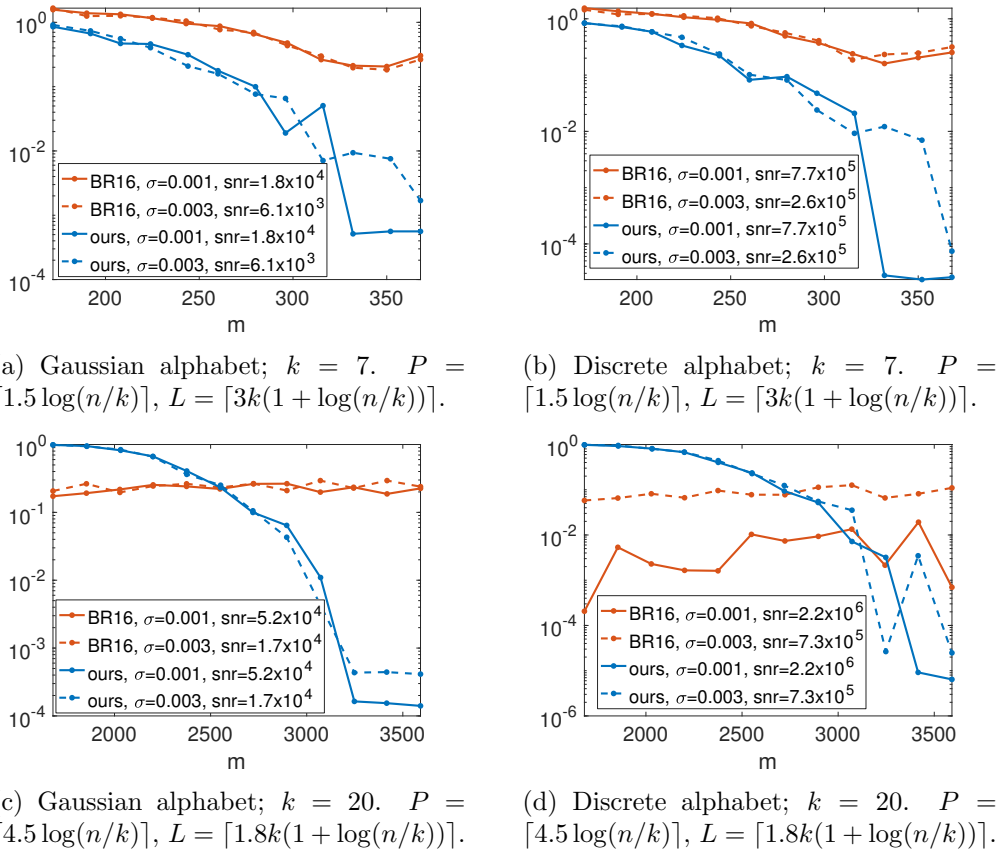 10^0
10^-2
10^-4
200 250 300 350
m
BR16, σ=0.001, snr=1.8x10^4
BR16, σ=0.003, snr=6.1x10^3
ours, σ=0.001, snr=1.8x10^4
ours, σ=0.003, snr=6.1x10^3
10^0
10^-2
10^-4
200 250 300 350
m
BR16, σ=0.001, snr=7.7x10^5
BR16, σ=0.003, snr=2.6x10^5
ours, σ=0.001, snr=7.7x10^5
ours, σ=0.003, snr=2.6x10^5
a) Gaussian alphabet; k = 7. P =
⌈1.5 log(n/k)⌉, L = ⌈3k(1 + log(n/k))⌉.
(b) Discrete alphabet; k = 7. P =
⌈1.5 log(n/k)⌉, L = ⌈3k(1 + log(n/k))⌉.
10^0
10^-1
10^-2
10^-3
10^-4
2000 2500 3000 3500
m
BR16, σ=0.001, snr=5.2x10^4
BR16, σ=0.003, snr=1.7x10^4
ours, σ=0.001, snr=5.2x10^4
ours, σ=0.003, snr=1.7x10^4
10^0
10^-2
10^-4
10^-6
2000 2500 3000 3500
m
BR16, σ=0.001, snr=2.2x10^6
BR16, σ=0.003, snr=7.3x10^5
ours, σ=0.001, snr=2.2x10^6
ours, σ=0.003, snr=7.3x10^5
c) Gaussian alphabet; k = 20. P =
⌈4.5 log(n/k)⌉, L = ⌈1.8k(1 + log(n/k))⌉.
(d) Discrete alphabet; k = 20. P =
⌈4.5 log(n/k)⌉, L = ⌈1.8k(1 + log(n/k))⌉.